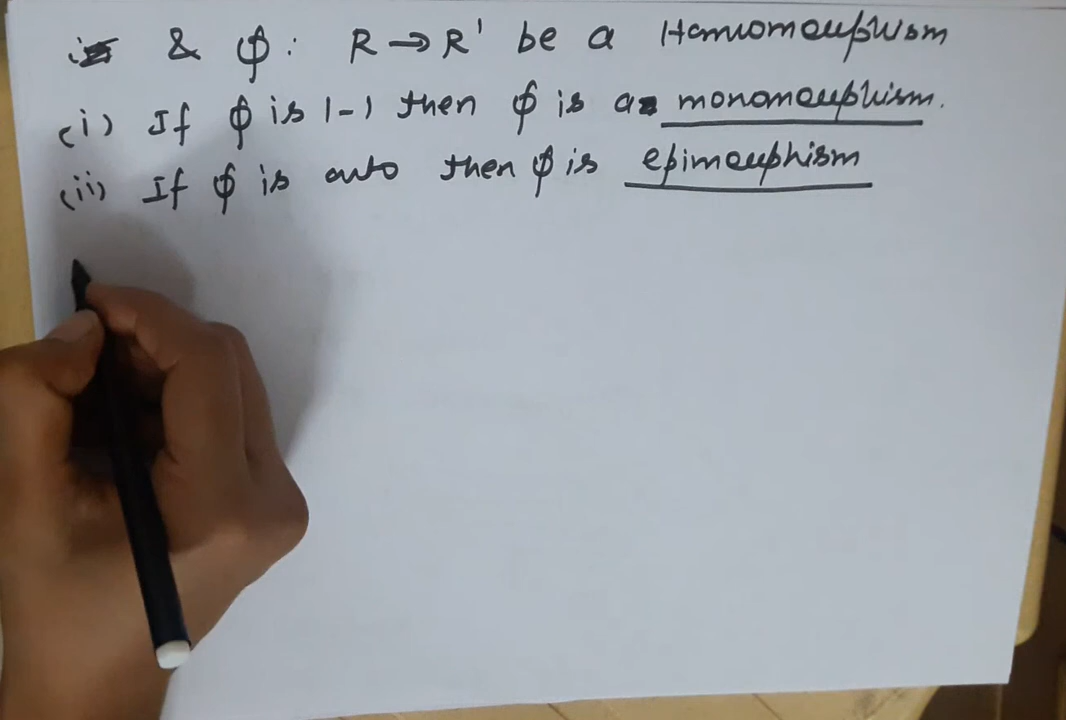 & φ: R → R' be a Homomorphism
(i) If φ is 1-1 then φ is a monomorphism.
(ii) If φ is onto then φ is epimorphism